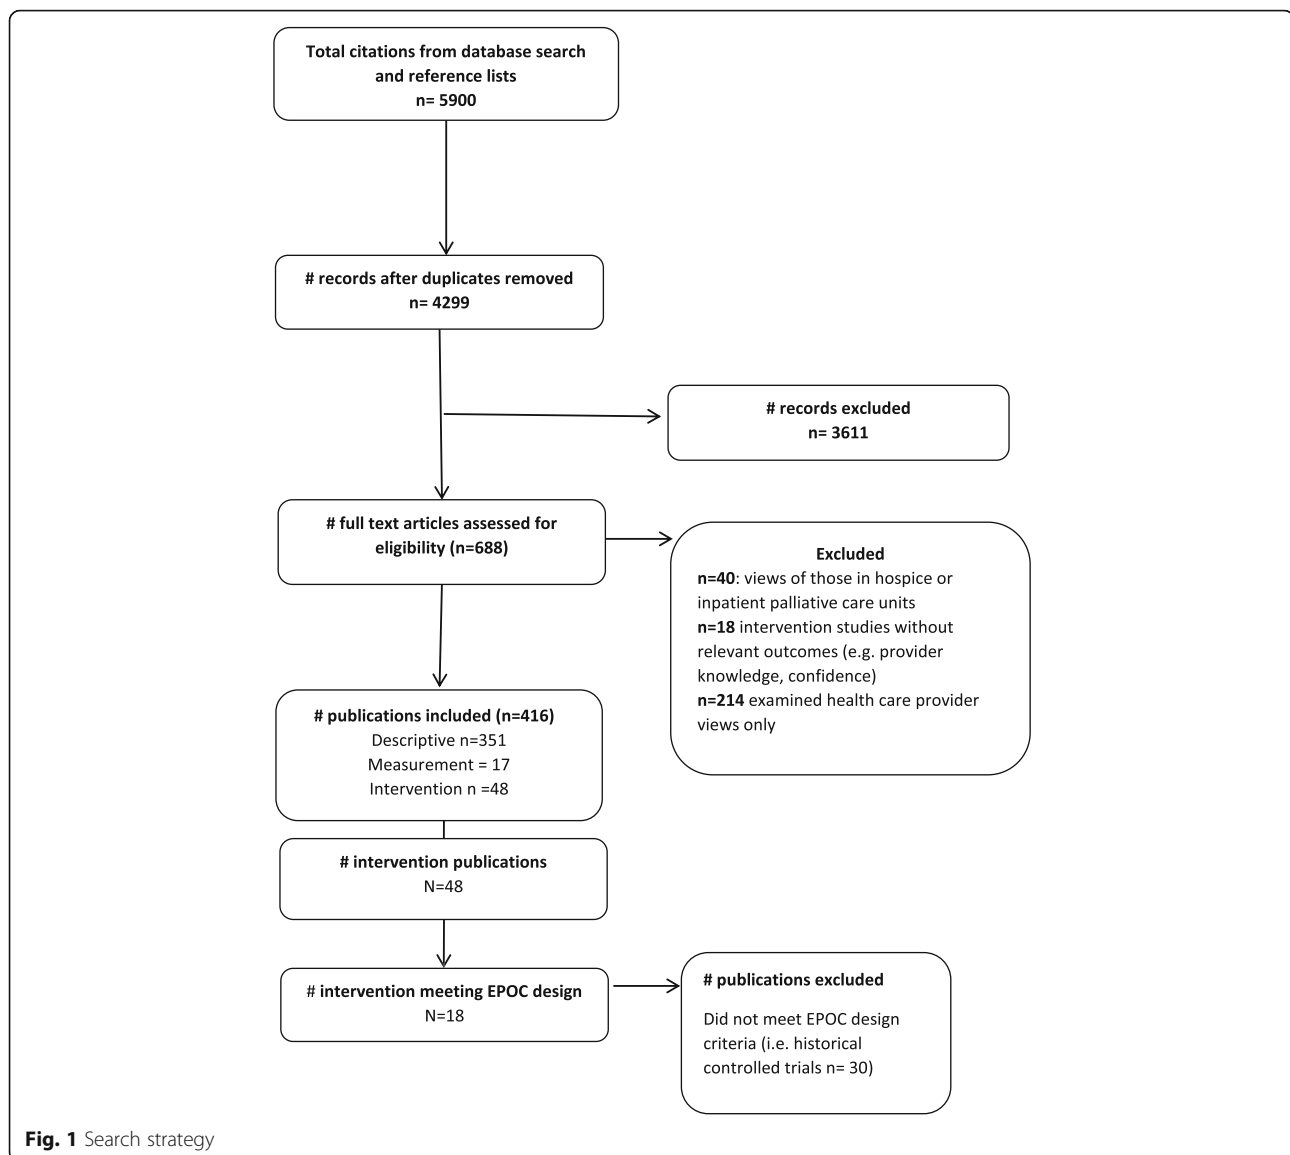 Total citations from database search
and reference lists
n= 5900
# records after duplicates removed
n= 4299
# records excluded
n= 3611
# full text articles assessed for
eligibility (n=688)
Excluded
n=40: views of those in hospice or
inpatient palliative care units
n=18 intervention studies without
relevant outcomes (e.g. provider
knowledge, confidence)
n=214 examined health care provider
views only
# publications included (n=416)
Descriptive n=351
Measurement = 17
Intervention n =48
# intervention publications
N=48
# intervention meeting EPOC design
N=18
# publications excluded
Did not meet EPOC design
criteria (i.e. historical
controlled trials n= 30)
Fig. 1 Search strategy